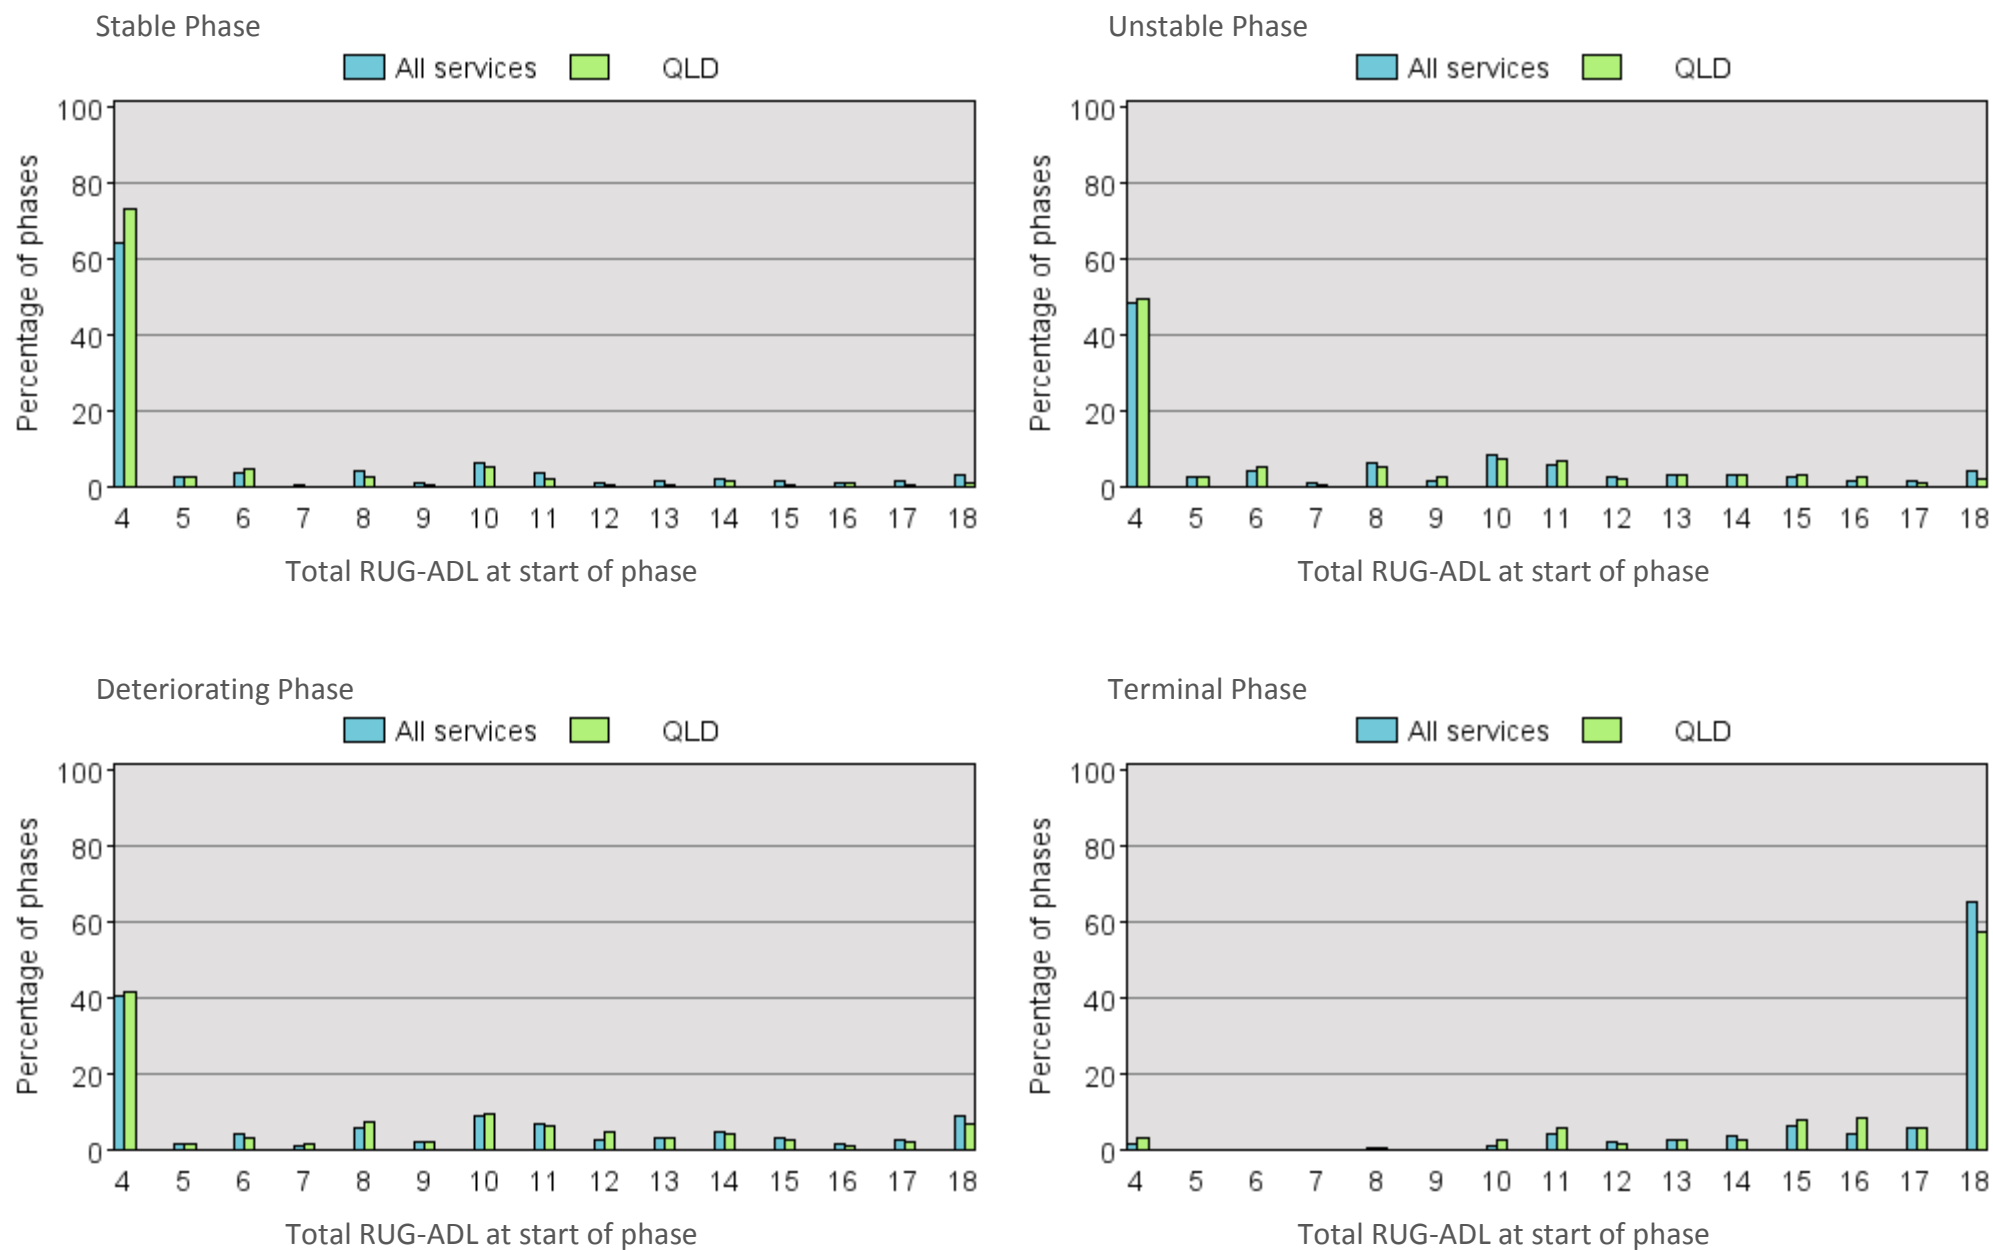 Stable Phase
All services QLD
Percentage of phases
100
80
60
40
20
0
4 5 6 7 8 9 10 11 12 13 14 15 16 17 18
Total RUG-ADL at start of phase
Unstable Phase
All services QLD
Percentage of phases
100
80
60
40
20
0
4 5 6 7 8 9 10 11 12 13 14 15 16 17 18
Total RUG-ADL at start of phase
Deteriorating Phase
All services QLD
Percentage of phases
100
80
60
40
20
0
4 5 6 7 8 9 10 11 12 13 14 15 16 17 18
Total RUG-ADL at start of phase
Terminal Phase
All services QLD
Percentage of phases
100
80
60
40
20
0
4 5 6 7 8 9 10 11 12 13 14 15 16 17 18
Total RUG-ADL at start of phase